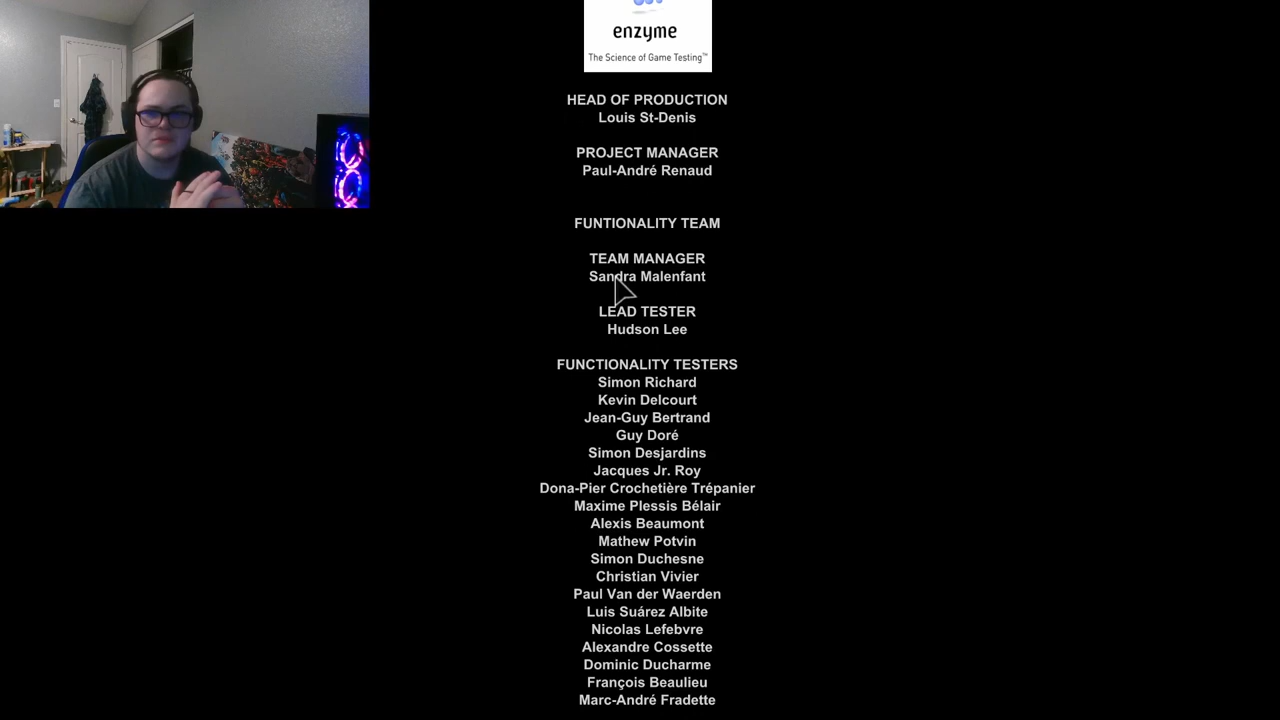 enzyme
The Science of Game Testing™
HEAD OF PRODUCTION
Louis St-Denis
PROJECT MANAGER
Paul-André Renaud
FUNTIONALITY TEAM
TEAM MANAGER
Sandra Malenfant
LEAD TESTER
Hudson Lee
FUNCTIONALITY TESTERS
Simon Richard
Kevin Delcourt
Jean-Guy Bertrand
Guy Doré
Simon Desjardins
Jacques Jr. Roy
Dona-Pier Crochetière Trépanier
Maxime Plessis Bélair
Alexis Beaumont
Mathew Potvin
Simon Duchesne
Christian Vivier
Paul Van der Waerden
Luis Suárez Albite
Nicolas Lefebvre
Alexandre Cossette
Dominic Ducharme
François Beaulieu
Marc-André Fradette